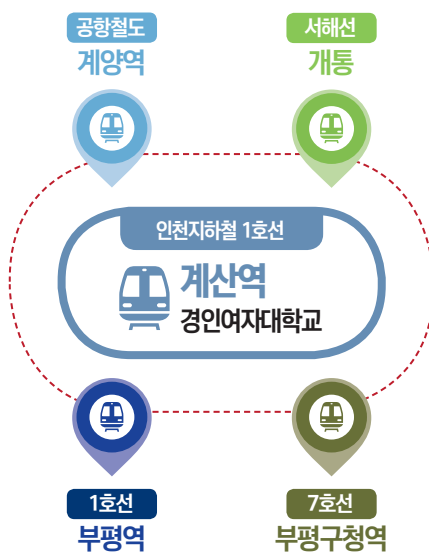 공항철도
계양역
서해선
개통
인천지하철 1호선
계산역
경인여자대학교
1호선
부평역
7호선
부평구청역